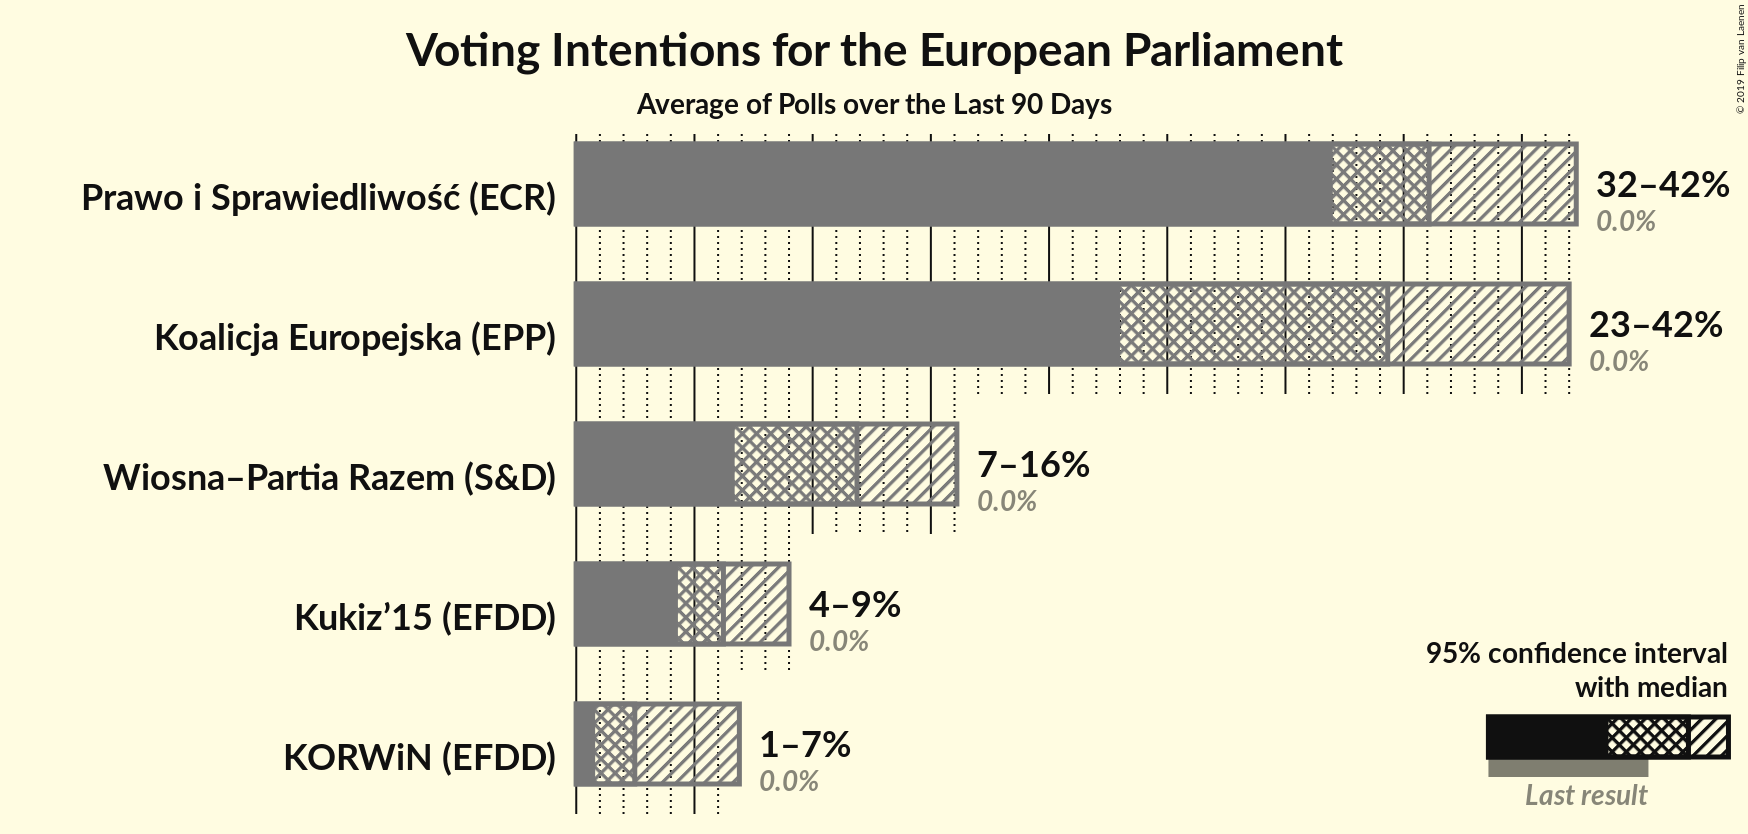 Voting Intentions for the European Parliament
Average of Polls over the Last 90 Days
© 2019 Filip van Laenen
Prawo i Sprawiedliwość (ECR)
32–42%
0.0%
Koalicja Europejska (EPP)
23–42%
0.0%
Wiosna–Partia Razem (S&D)
7–16%
0.0%
Kukiz’15 (EFDD)
4–9%
0.0%
KORWiN (EFDD)
1–7%
0.0%
95% confidence interval
with median
Last result